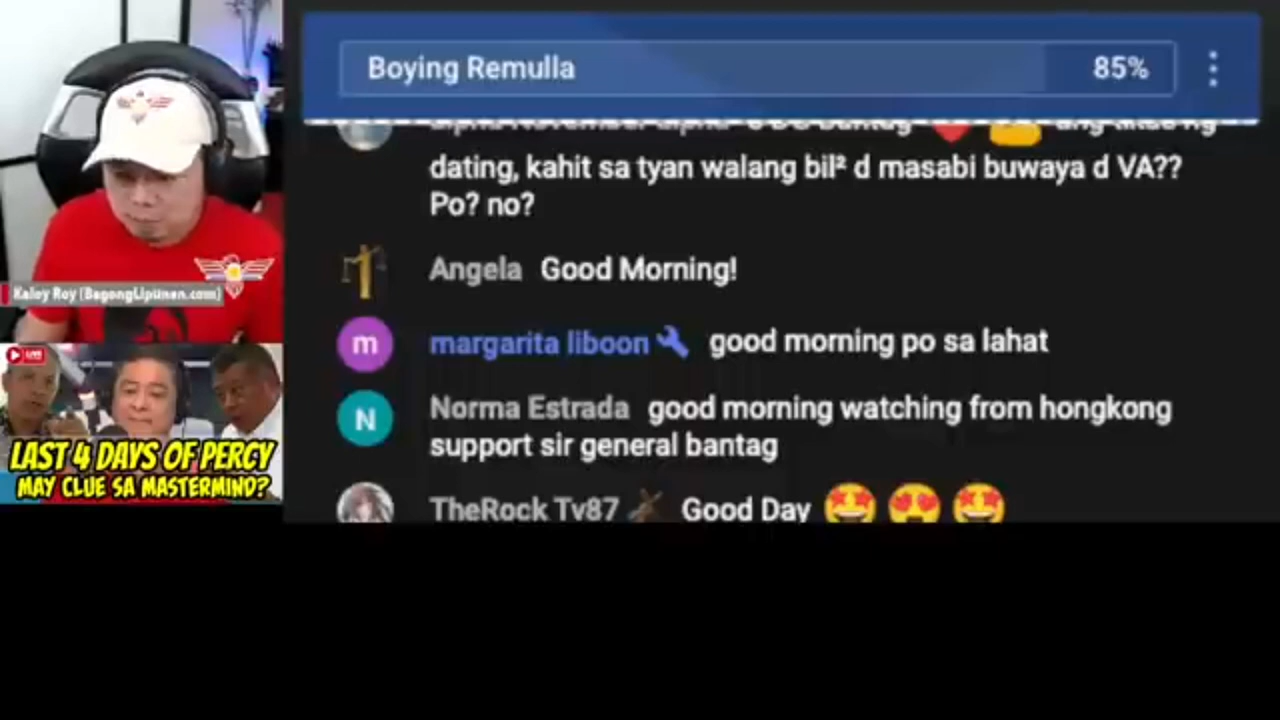 Boying Remulla
85%
dating, kahit sa tyan walang bil² d masabi buwaya d VA??
Po? no?
Angela Good Morning!
m
margarita liboon good morning po sa lahat
N
Norma Estrada good morning watching from hongkong
support sir general bantag
TheRock Tv87 Good Day
Kaloy Roy (BagongLipunan.com)
LIVE
LAST 4 DAYS OF PERCY
MAY CLUE SA MASTERMIND?